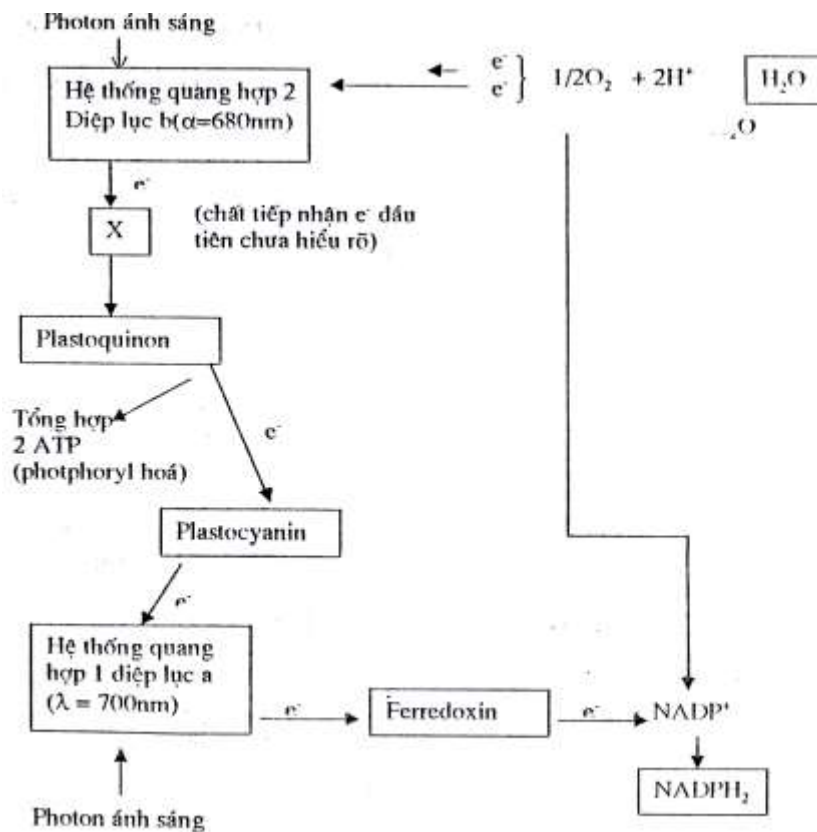 Photon ánh sáng
Hệ thống quang hợp 2
Diệp lục b(α=680nm)
e⁻
e⁻
1/2O₂ + 2H⁺
H₂O
₂O
e⁻
X
(chất tiếp nhận e⁻ đầu
tiên chưa hiểu rõ)
Plastoquinon
Tổng hợp
2 ATP
(photphoryl hoá)
e⁻
Plastocyanin
e⁻
Hệ thống quang
hợp 1 diệp lục a
(λ = 700nm)
e⁻
Ferredoxin
e⁻
NADP⁺
NADPH₂
Photon ánh sáng